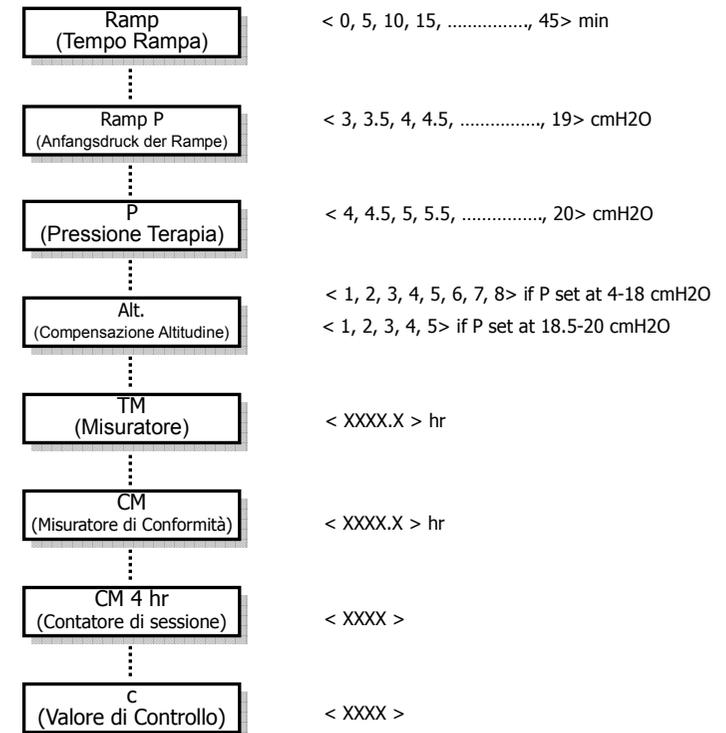 Ramp
(Tempo Rampa)
< 0, 5, 10, 15, ................, 45> min
Ramp P
(Anfangsdruck der Rampe)
< 3, 3.5, 4, 4.5, ................, 19> cmH2O
P
(Pressione Terapia)
< 4, 4.5, 5, 5.5, ................, 20> cmH2O
Alt.
(Compensazione Altitudine)
< 1, 2, 3, 4, 5, 6, 7, 8> if P set at 4-18 cmH2O
< 1, 2, 3, 4, 5> if P set at 18.5-20 cmH2O
TM
(Misuratore)
< XXXX.X > hr
CM
(Misuratore di Conformità)
< XXXX.X > hr
CM 4 hr
(Contatore di sessione)
< XXXX >
c
(Valore di Controllo)
< XXXX >